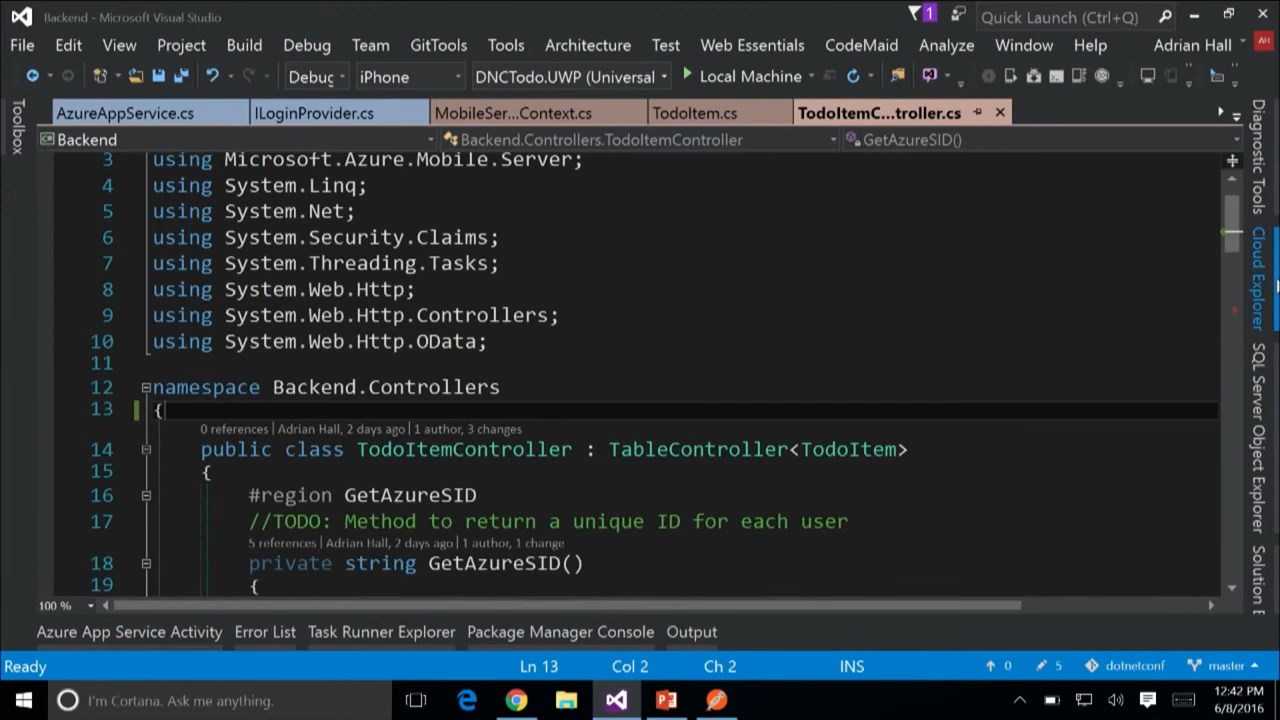 Backend - Microsoft Visual Studio
1
Quick Launch (Ctrl+Q)
File Edit View Project Build Debug Team GitTools Tools Architecture Test Web Essentials CodeMaid Analyze Window Help Adrian Hall AH
Debug iPhone DNCTodo.UWP (Universal Local Machine
AzureAppService.cs ILoginProvider.cs MobileSer...Context.cs TodoItem.cs TodoItemC...troller.cs
Backend Backend.Controllers.TodoItemController GetAzureSID()
3 using Microsoft.Azure.Mobile.Server;
4 using System.Linq;
5 using System.Net;
6 using System.Security.Claims;
7 using System.Threading.Tasks;
8 using System.Web.Http;
9 using System.Web.Http.Controllers;
10 using System.Web.Http.OData;
11
12 namespace Backend.Controllers
13 {
0 references | Adrian Hall, 2 days ago | 1 author, 3 changes
14 public class TodoItemController : TableController<TodoItem>
15 {
16 #region GetAzureSID
17 //TODO: Method to return a unique ID for each user
5 references | Adrian Hall, 2 days ago | 1 author, 1 change
18 private string GetAzureSID()
19 {
100 %
Toolbox
Diagnostic Tools
Cloud Explorer
SQL Server Object Explorer
Solution E
Azure App Service Activity Error List Task Runner Explorer Package Manager Console Output
Ready Ln 13 Col 2 Ch 2 INS 0 5 dotnetconf master
I'm Cortana. Ask me anything.
12:42 PM
6/8/2016